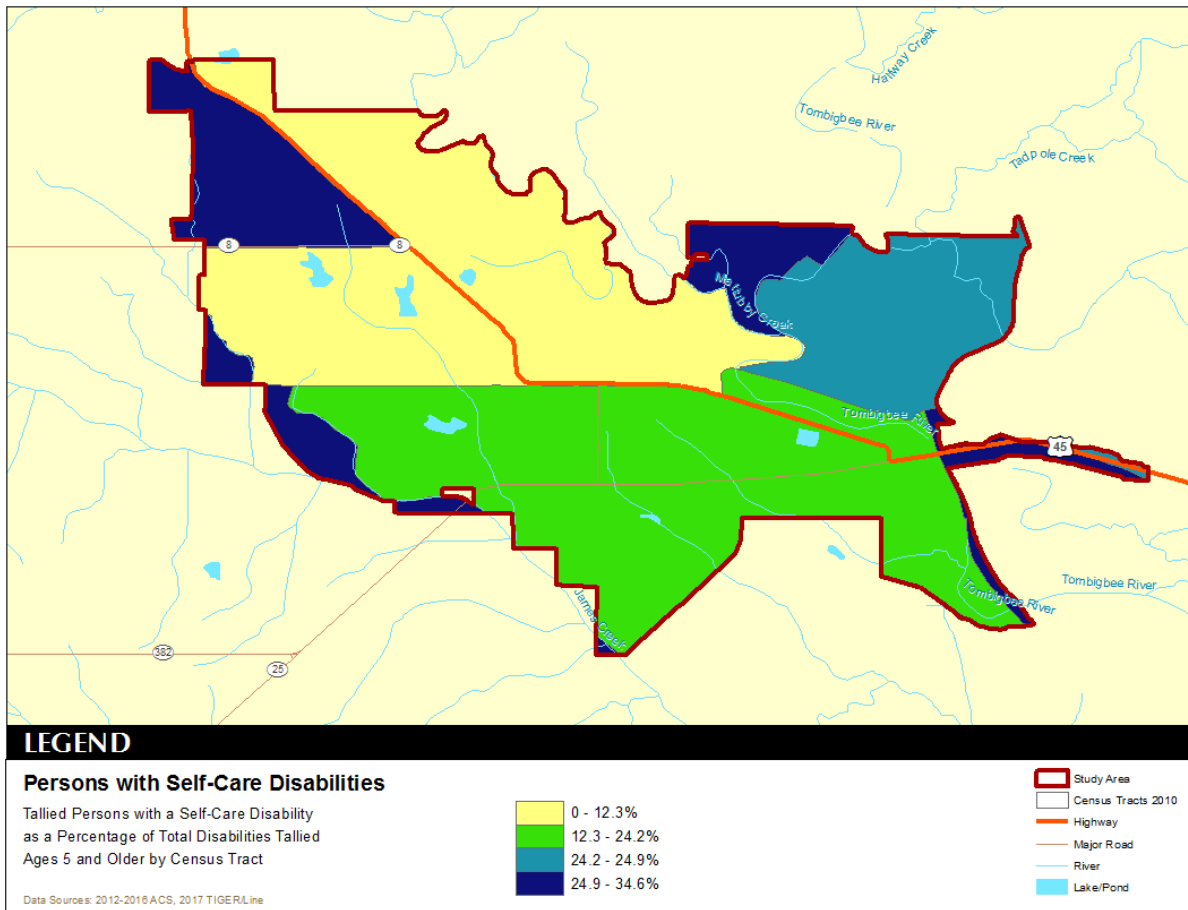 Halfway Creek
Tombigbee River
Tadpole Creek
8
8
Matubby Creek
Tombigbee River
45
Tombigbee River
Tombigbee River
James Creek
382
25
LEGEND
Persons with Self-Care Disabilities
Tallied Persons with a Self-Care Disability
as a Percentage of Total Disabilities Tallied
Ages 5 and Older by Census Tract
Data Sources: 2012-2016 ACS, 2017 TIGER/Line
0 - 12.3%
12.3 - 24.2%
24.2 - 24.9%
24.9 - 34.6%
Study Area
Census Tracts 2010
Highway
Major Road
River
Lake/Pond